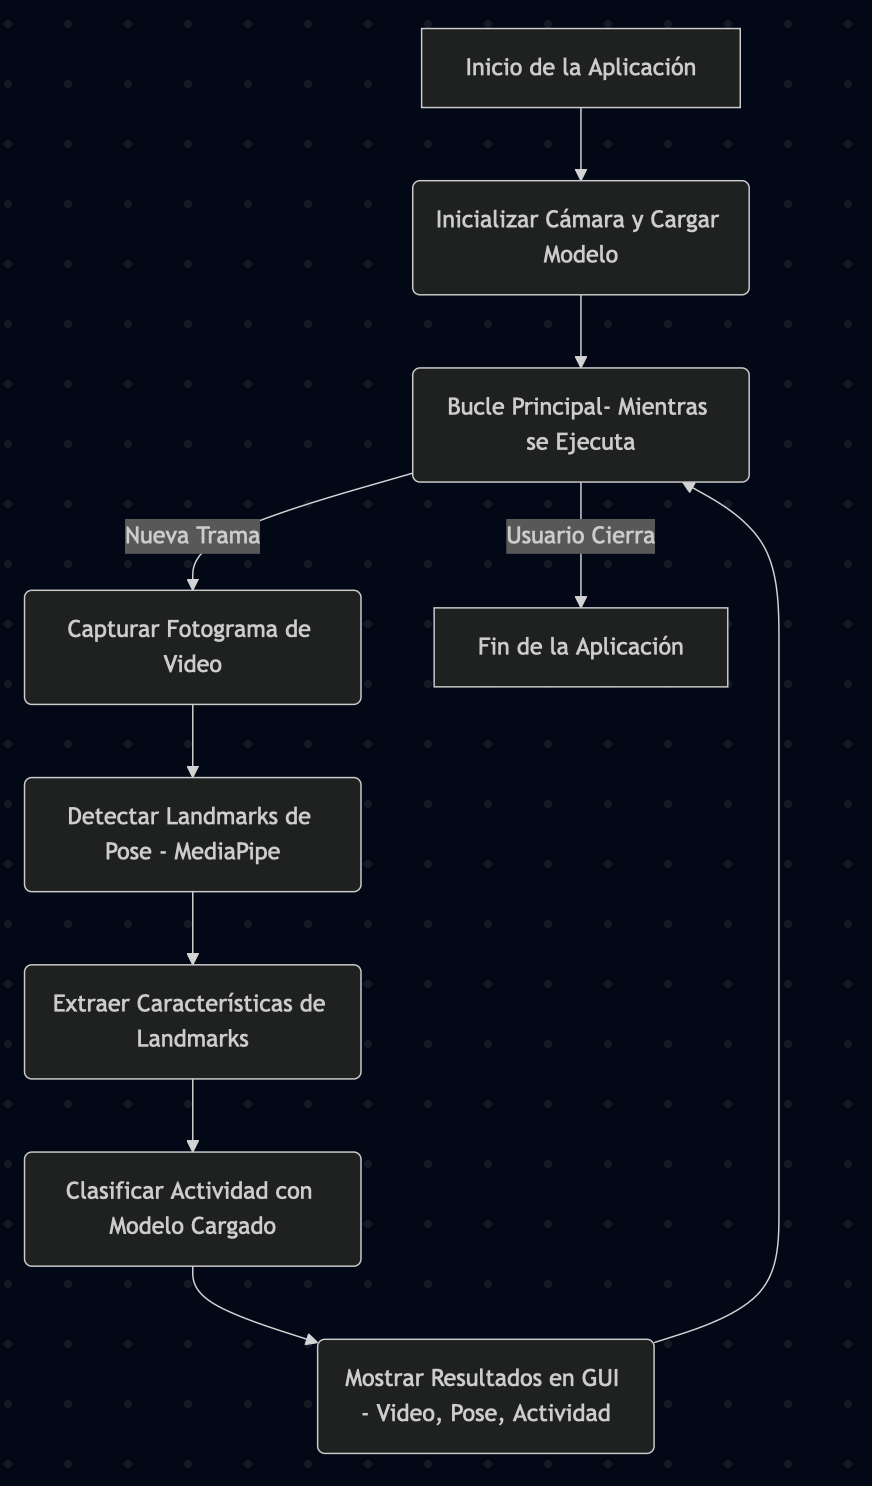 Inicio de la Aplicación
Inicializar Cámara y Cargar
Modelo
Bucle Principal- Mientras
se Ejecuta
Nueva Trama
Usuario Cierra
Capturar Fotograma de
Video
Fin de la Aplicación
Detectar Landmarks de
Pose - MediaPipe
Extraer Características de
Landmarks
Clasificar Actividad con
Modelo Cargado
Mostrar Resultados en GUI
- Video, Pose, Actividad